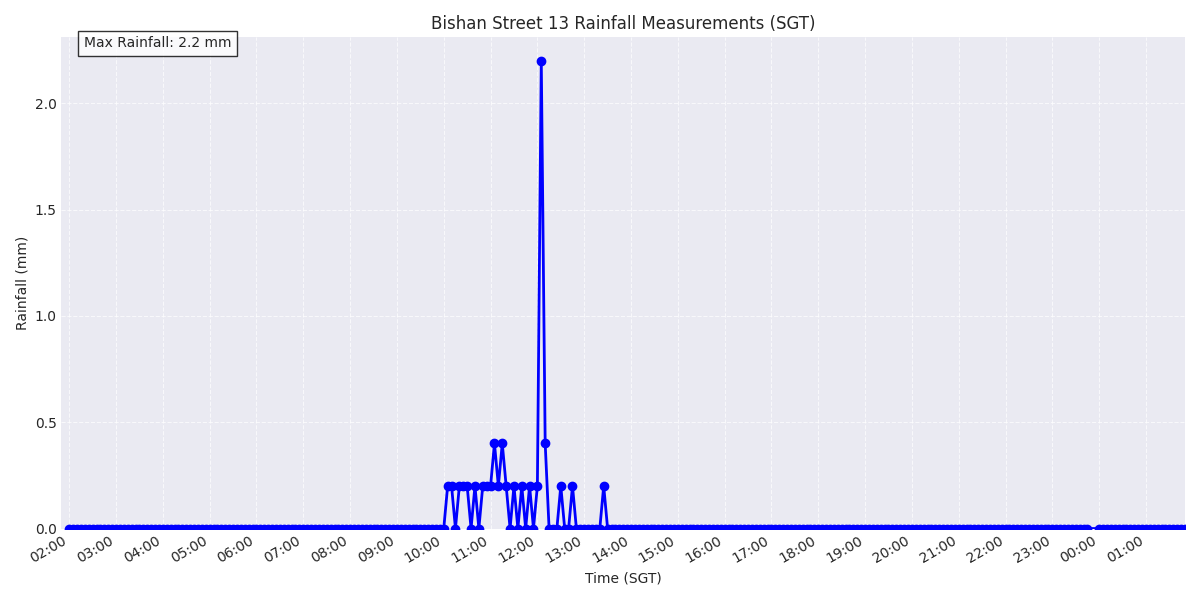 Bishan Street 13 Rainfall Measurements (SGT)
Max Rainfall: 2.2 mm
2.0
1.5
1.0
0.5
0.0
Rainfall (mm)
02:00 03:00 04:00 05:00 06:00 07:00 08:00 09:00 10:00 11:00 12:00 13:00 14:00 15:00 16:00 17:00 18:00 19:00 20:00 21:00 22:00 23:00 00:00 01:00
Time (SGT)